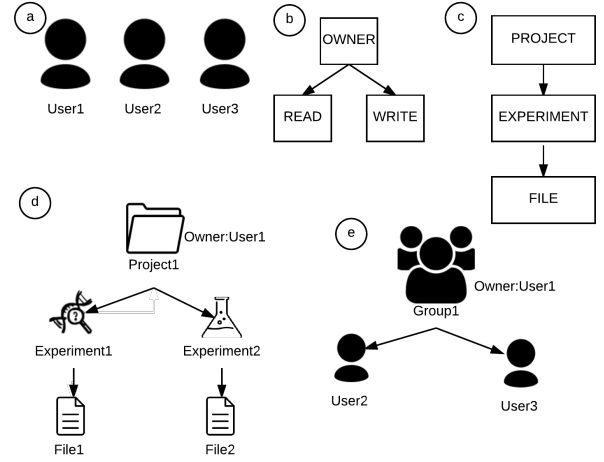 a
User1 User2 User3
b
OWNER
READ WRITE
c
PROJECT
EXPERIMENT
FILE
d
Owner:User1
Project1
?
Experiment1 Experiment2
File1 File2
e
Owner:User1
Group1
User2
User3